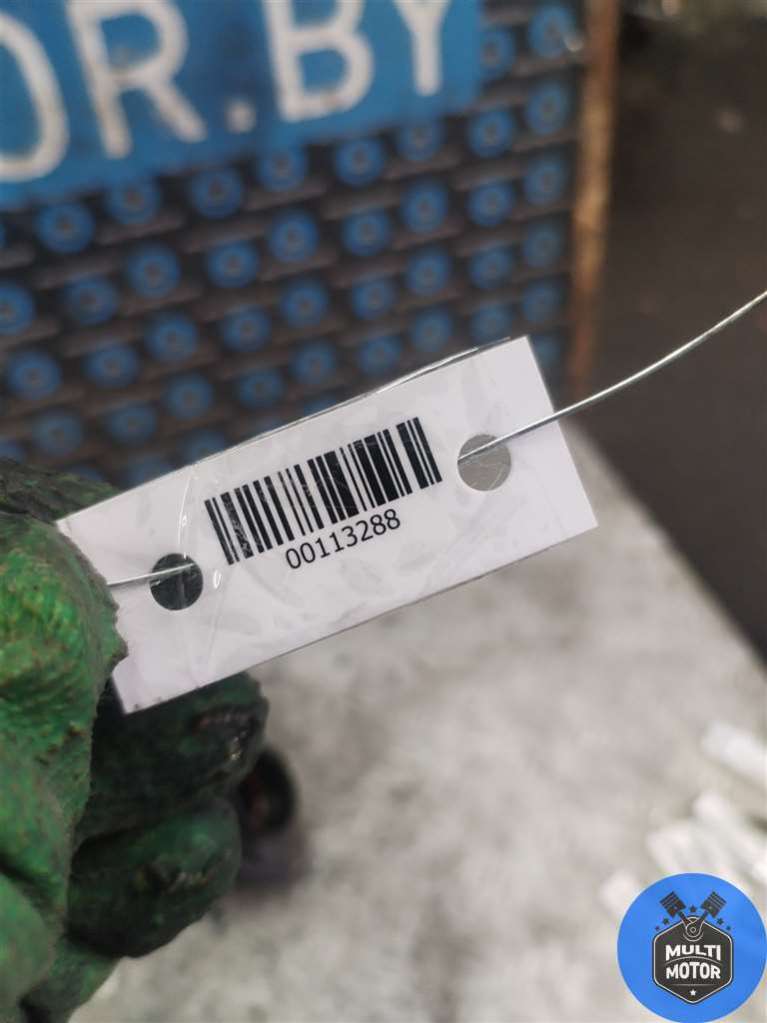 OR.BY
00113288
MULTI
MOTOR